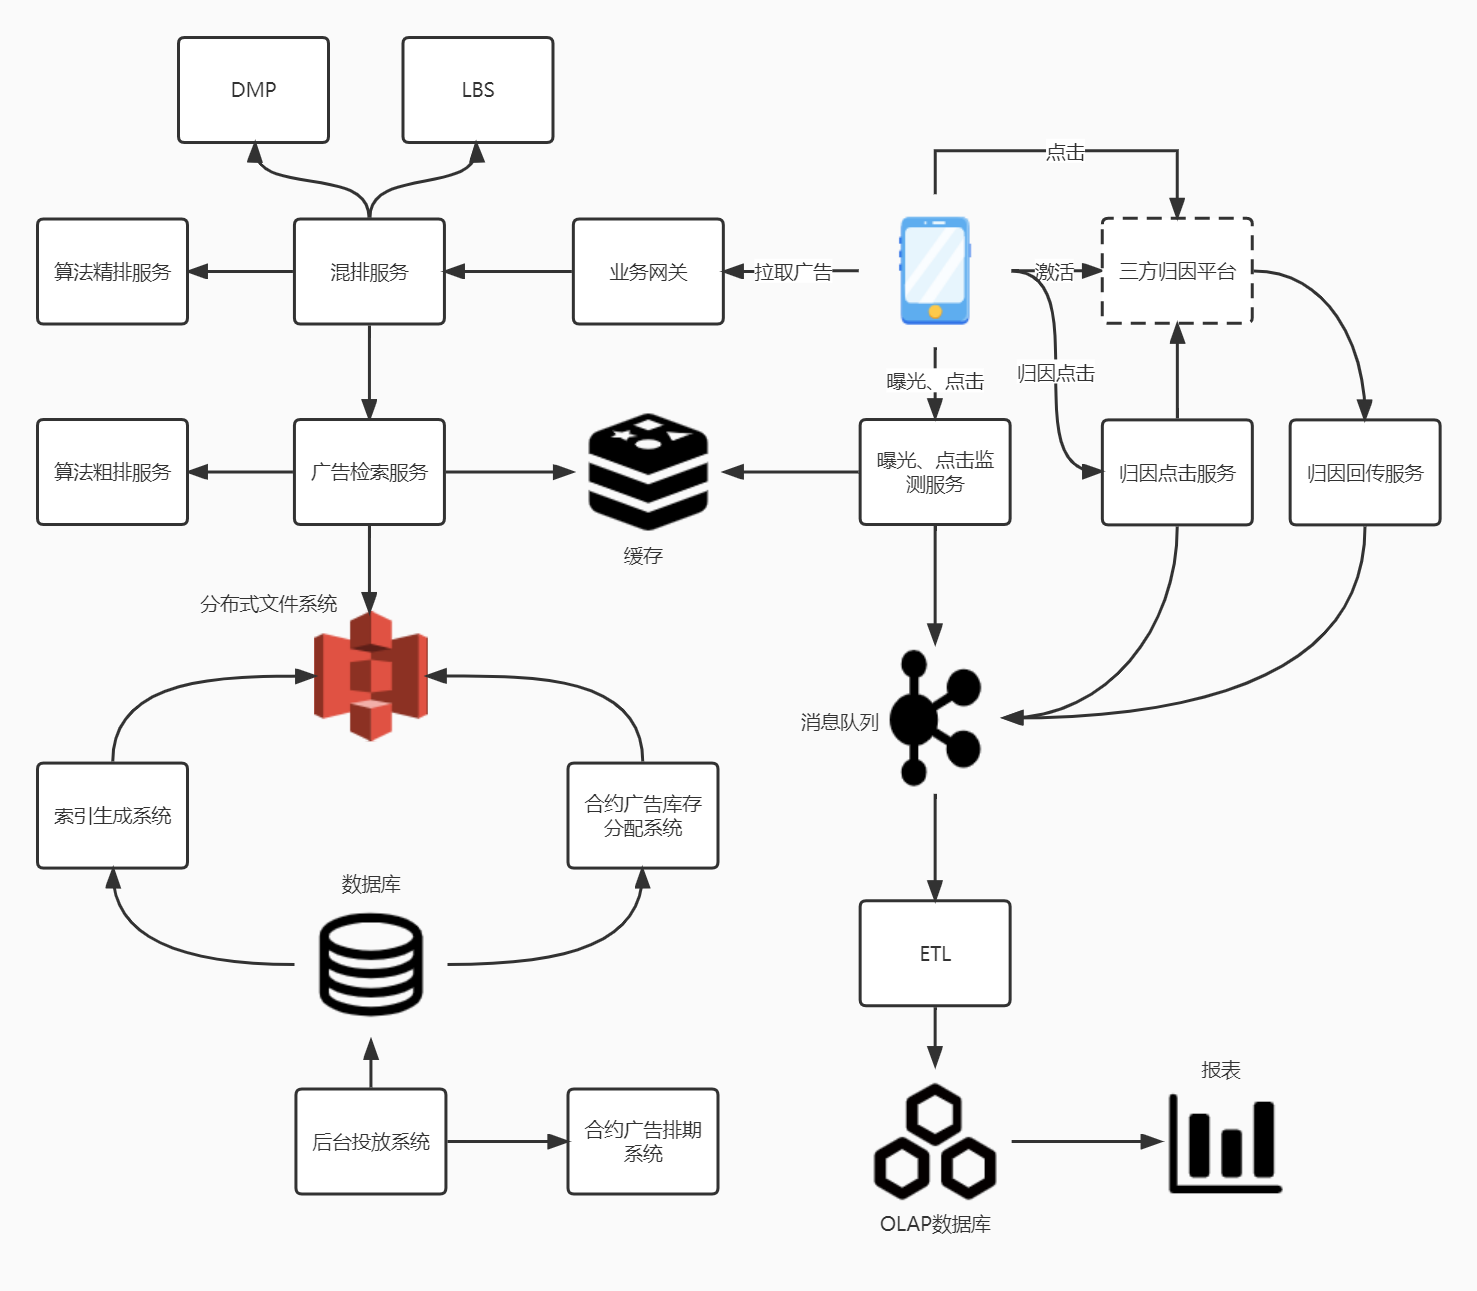 DMP
LBS
点击
算法精排服务
混排服务
业务网关
拉取广告
激活
三方归因平台
归因点击
曝光、点击
算法粗排服务
广告检索服务
缓存
曝光、点击监
测服务
归因点击服务
归因回传服务
分布式文件系统
消息队列
索引生成系统
合约广告库存
分配系统
数据库
ETL
后台投放系统
合约广告排期
系统
报表
OLAP数据库